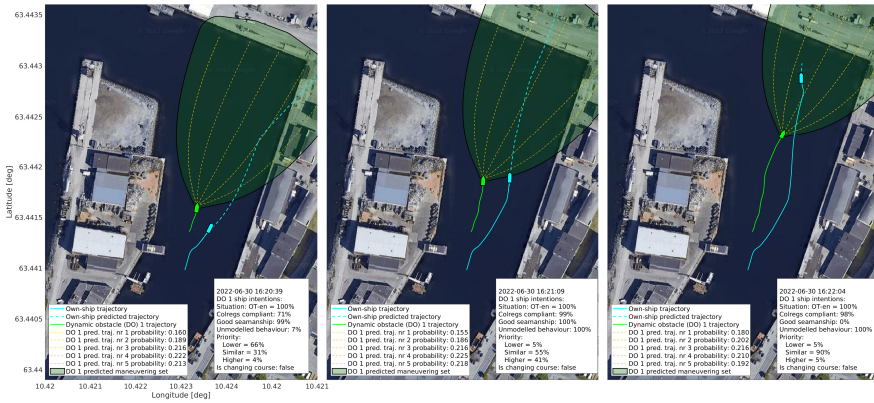 63.4435
63.443
63.4425
63.442
63.4415
63.441
63.4405
63.44
Latitude [deg]
10.42
10.421
10.422
10.423
10.424
10.42
10.421
Longitude [deg]
Own-ship trajectory
Own-ship predicted trajectory
Dynamic obstacle (DO) 1 trajectory
DO 1 pred. traj. nr 1 probability: 0.160
DO 1 pred. traj. nr 2 probability: 0.189
DO 1 pred. traj. nr 3 probability: 0.216
DO 1 pred. traj. nr 4 probability: 0.222
DO 1 pred. traj. nr 5 probability: 0.213
DO 1 predicted maneuvering set
2022-06-30 16:20:39
DO 1 ship intentions:
Situation: OT-en = 100%
Colregs compliant: 71%
Good seamanship: 99%
Unmodelled behaviour: 7%
Priority:
Lower = 66%
Similar = 31%
Higher = 4%
Is changing course: false
Own-ship trajectory
Own-ship predicted trajectory
Dynamic obstacle (DO) 1 trajectory
DO 1 pred. traj. nr 1 probability: 0.155
DO 1 pred. traj. nr 2 probability: 0.186
DO 1 pred. traj. nr 3 probability: 0.216
DO 1 pred. traj. nr 4 probability: 0.225
DO 1 pred. traj. nr 5 probability: 0.218
DO 1 predicted maneuvering set
2022-06-30 16:21:09
DO 1 ship intentions:
Situation: OT-en = 100%
Colregs compliant: 99%
Good seamanship: 100%
Unmodelled behaviour: 100%
Priority:
Lower = 5%
Similar = 55%
Higher = 41%
Is changing course: false
Own-ship trajectory
Own-ship predicted trajectory
Dynamic obstacle (DO) 1 trajectory
DO 1 pred. traj. nr 1 probability: 0.180
DO 1 pred. traj. nr 2 probability: 0.202
DO 1 pred. traj. nr 3 probability: 0.216
DO 1 pred. traj. nr 4 probability: 0.210
DO 1 pred. traj. nr 5 probability: 0.192
DO 1 predicted maneuvering set
2022-06-30 16:22:04
DO 1 ship intentions:
Situation: OT-en = 100%
Colregs compliant: 98%
Good seamanship: 0%
Unmodelled behaviour: 100%
Priority:
Lower = 5%
Similar = 90%
Higher = 5%
Is changing course: false